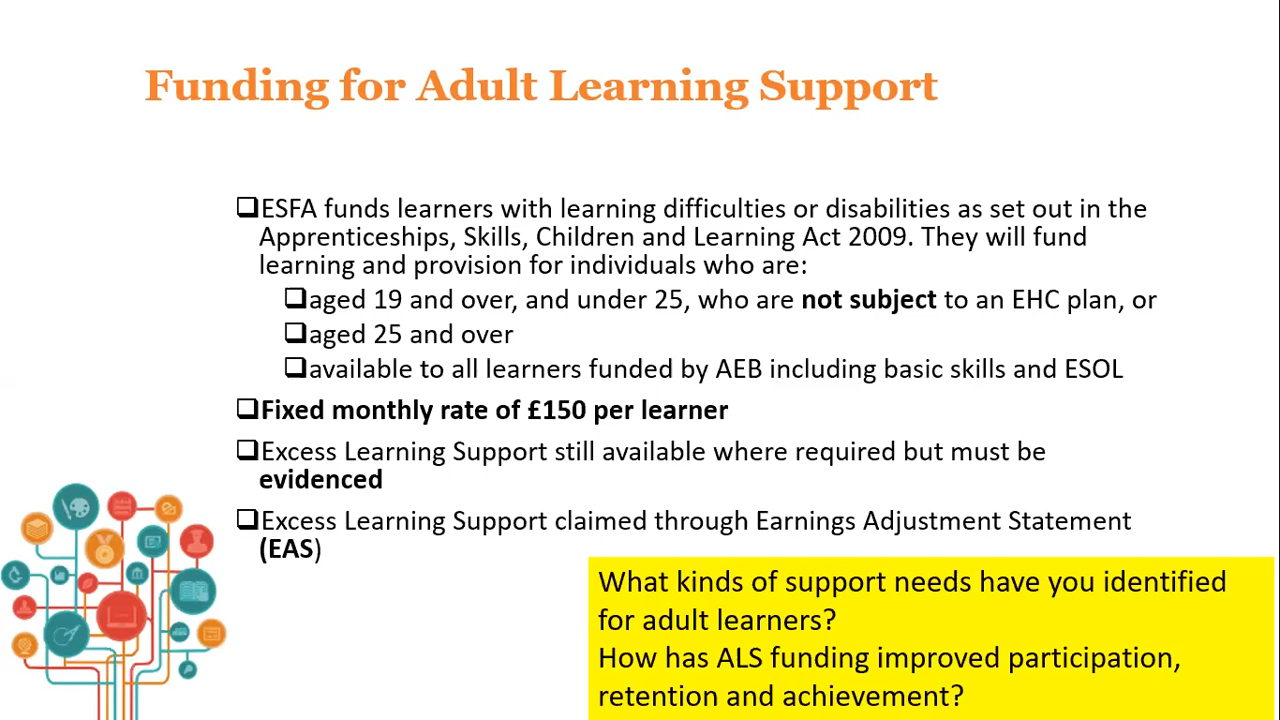 Funding for Adult Learning Support
❑ESFA funds learners with learning difficulties or disabilities as set out in the
Apprenticeships, Skills, Children and Learning Act 2009. They will fund
learning and provision for individuals who are:
❑aged 19 and over, and under 25, who are not subject to an EHC plan, or
❑aged 25 and over
❑available to all learners funded by AEB including basic skills and ESOL
❑Fixed monthly rate of £150 per learner
❑Excess Learning Support still available where required but must be
evidenced
❑Excess Learning Support claimed through Earnings Adjustment Statement
(EAS)
What kinds of support needs have you identified
for adult learners?
How has ALS funding improved participation,
retention and achievement?